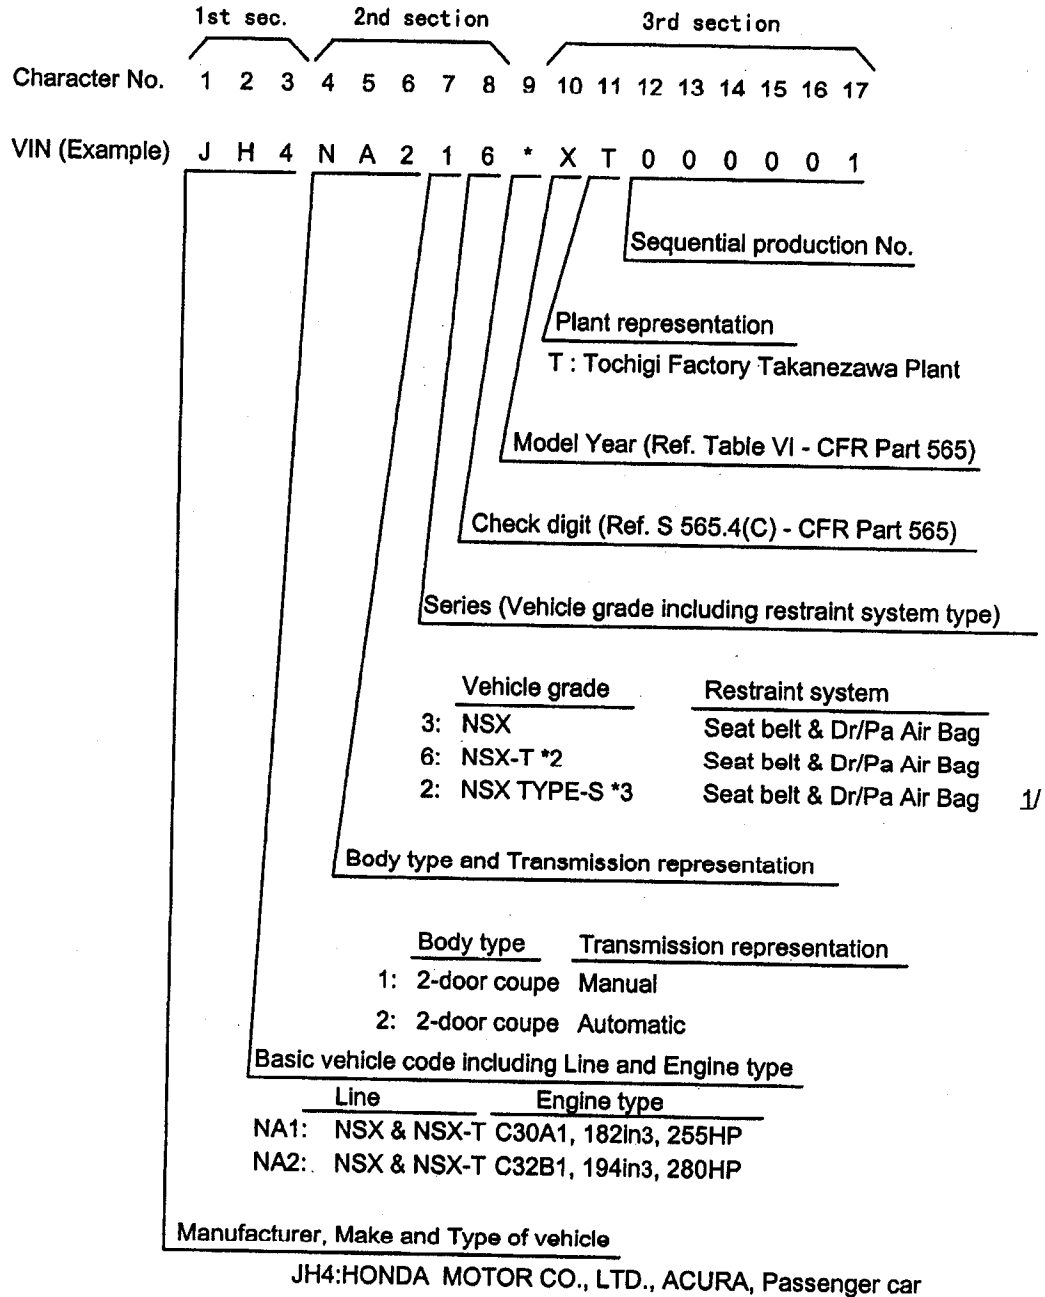 1st sec. 2nd section 3rd section
Character No. 1 2 3 4 5 6 7 8 9 10 11 12 13 14 15 16 17
VIN (Example) J H 4 N A 2 1 6 * X T 0 0 0 0 0 1
Sequential production No.
Plant representation
T : Tochigi Factory Takanezawa Plant
Model Year (Ref. Table VI - CFR Part 565)
Check digit (Ref. S 565.4(C) - CFR Part 565)
Series (Vehicle grade including restraint system type)
Vehicle grade Restraint system
3: NSX Seat belt & Dr/Pa Air Bag
6: NSX-T *2 Seat belt & Dr/Pa Air Bag
2: NSX TYPE-S *3 Seat belt & Dr/Pa Air Bag 1/
Body type and Transmission representation
Body type Transmission representation
1: 2-door coupe Manual
2: 2-door coupe Automatic
Basic vehicle code including Line and Engine type
Line Engine type
NA1: NSX & NSX-T C30A1, 182in3, 255HP
NA2: NSX & NSX-T C32B1, 194in3, 280HP
Manufacturer, Make and Type of vehicle
JH4:HONDA MOTOR CO., LTD., ACURA, Passenger car